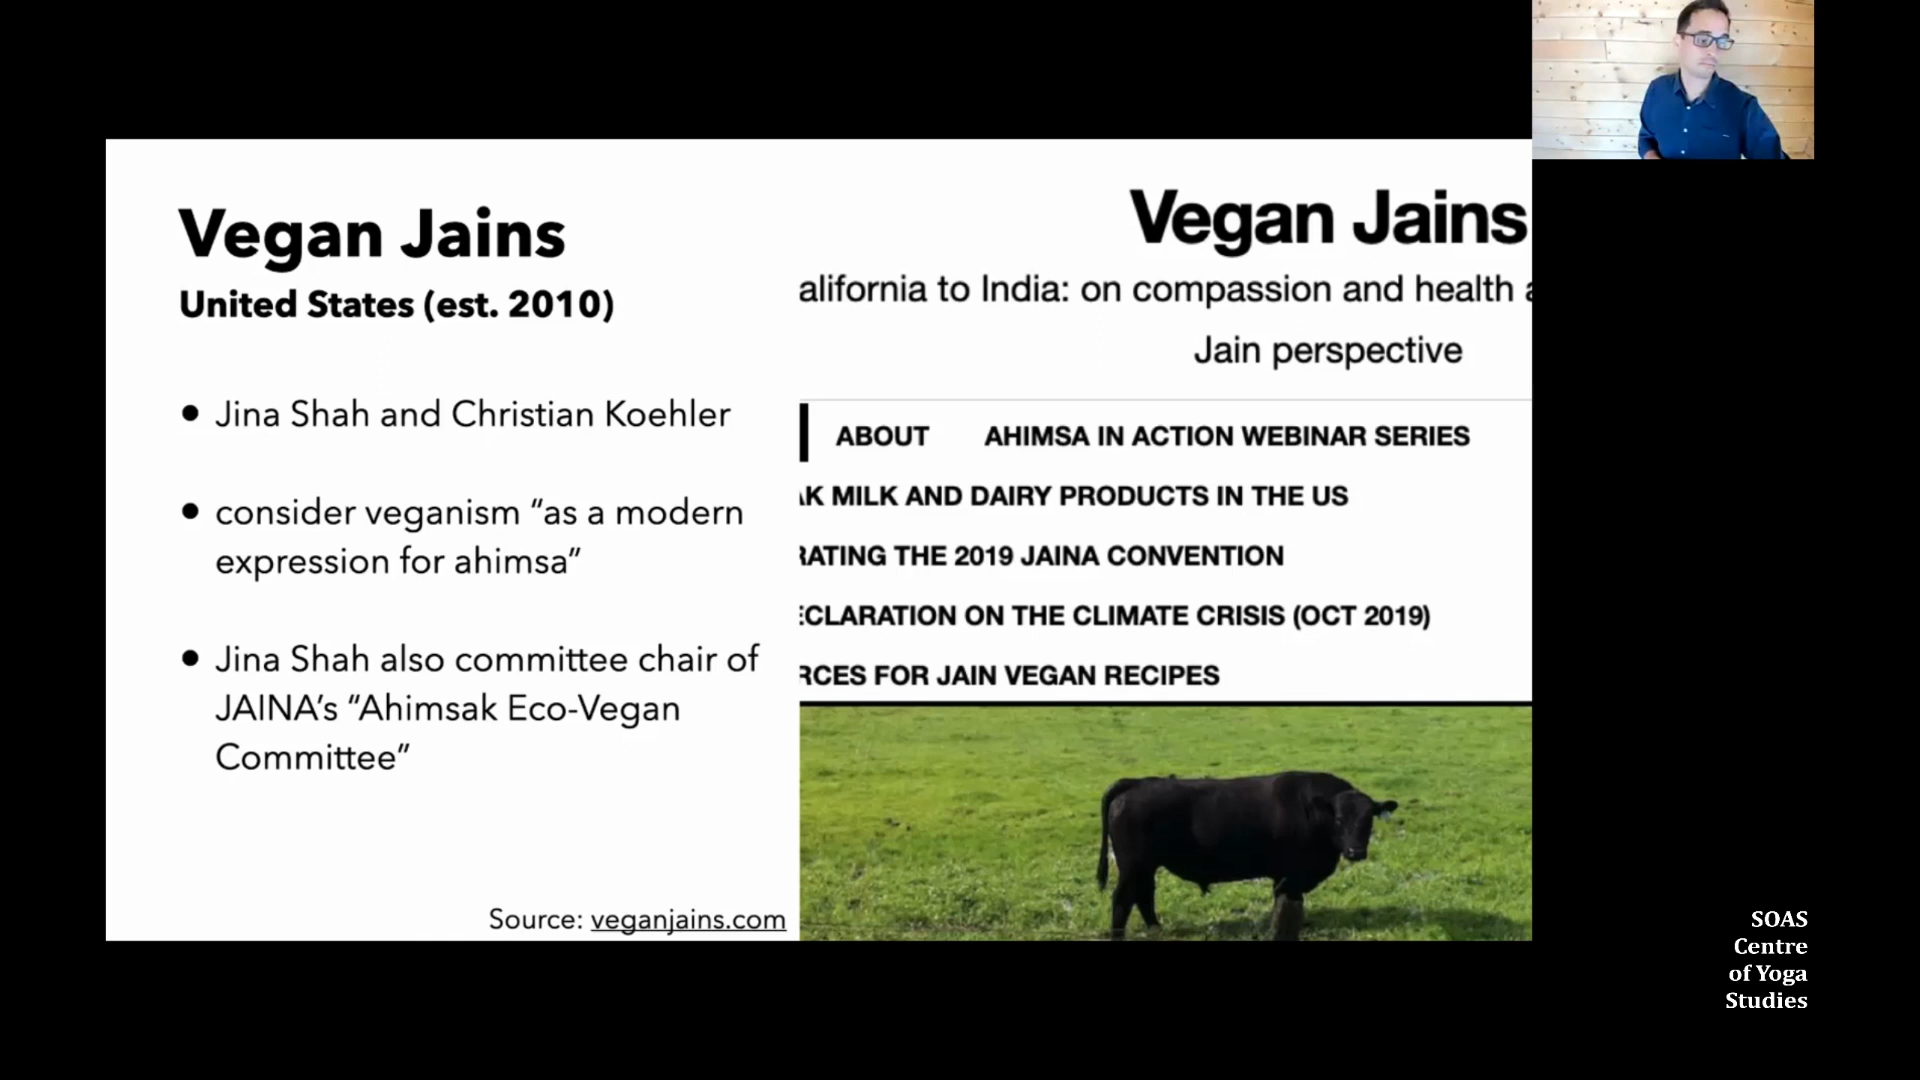 Vegan Jains
United States (est. 2010)
● Jina Shah and Christian Koehler
● consider veganism “as a modern
expression for ahimsa”
● Jina Shah also committee chair of
JAINA’s “Ahimsak Eco-Vegan
Committee”
Source: veganjains.com
Vegan Jains
alifornia to India: on compassion and health
Jain perspective
ABOUT AHIMSA IN ACTION WEBINAR SERIES
MILK AND DAIRY PRODUCTS IN THE US
RATING THE 2019 JAINA CONVENTION
ECLARATION ON THE CLIMATE CRISIS (OCT 2019)
RCES FOR JAIN VEGAN RECIPES
SOAS
Centre
of Yoga
Studies